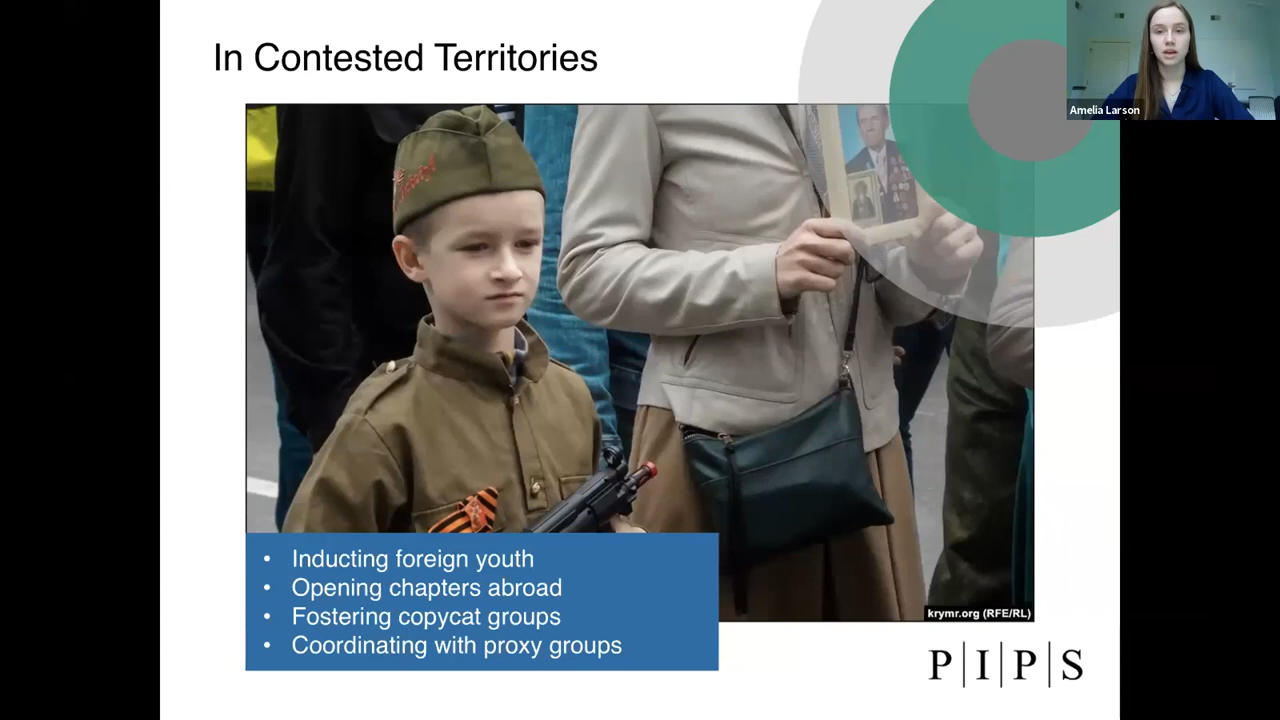 In Contested Territories
Amelia Larson
• Inducting foreign youth
• Opening chapters abroad
• Fostering copycat groups
• Coordinating with proxy groups
krymr.org (RFE/RL)
P|I|P|S